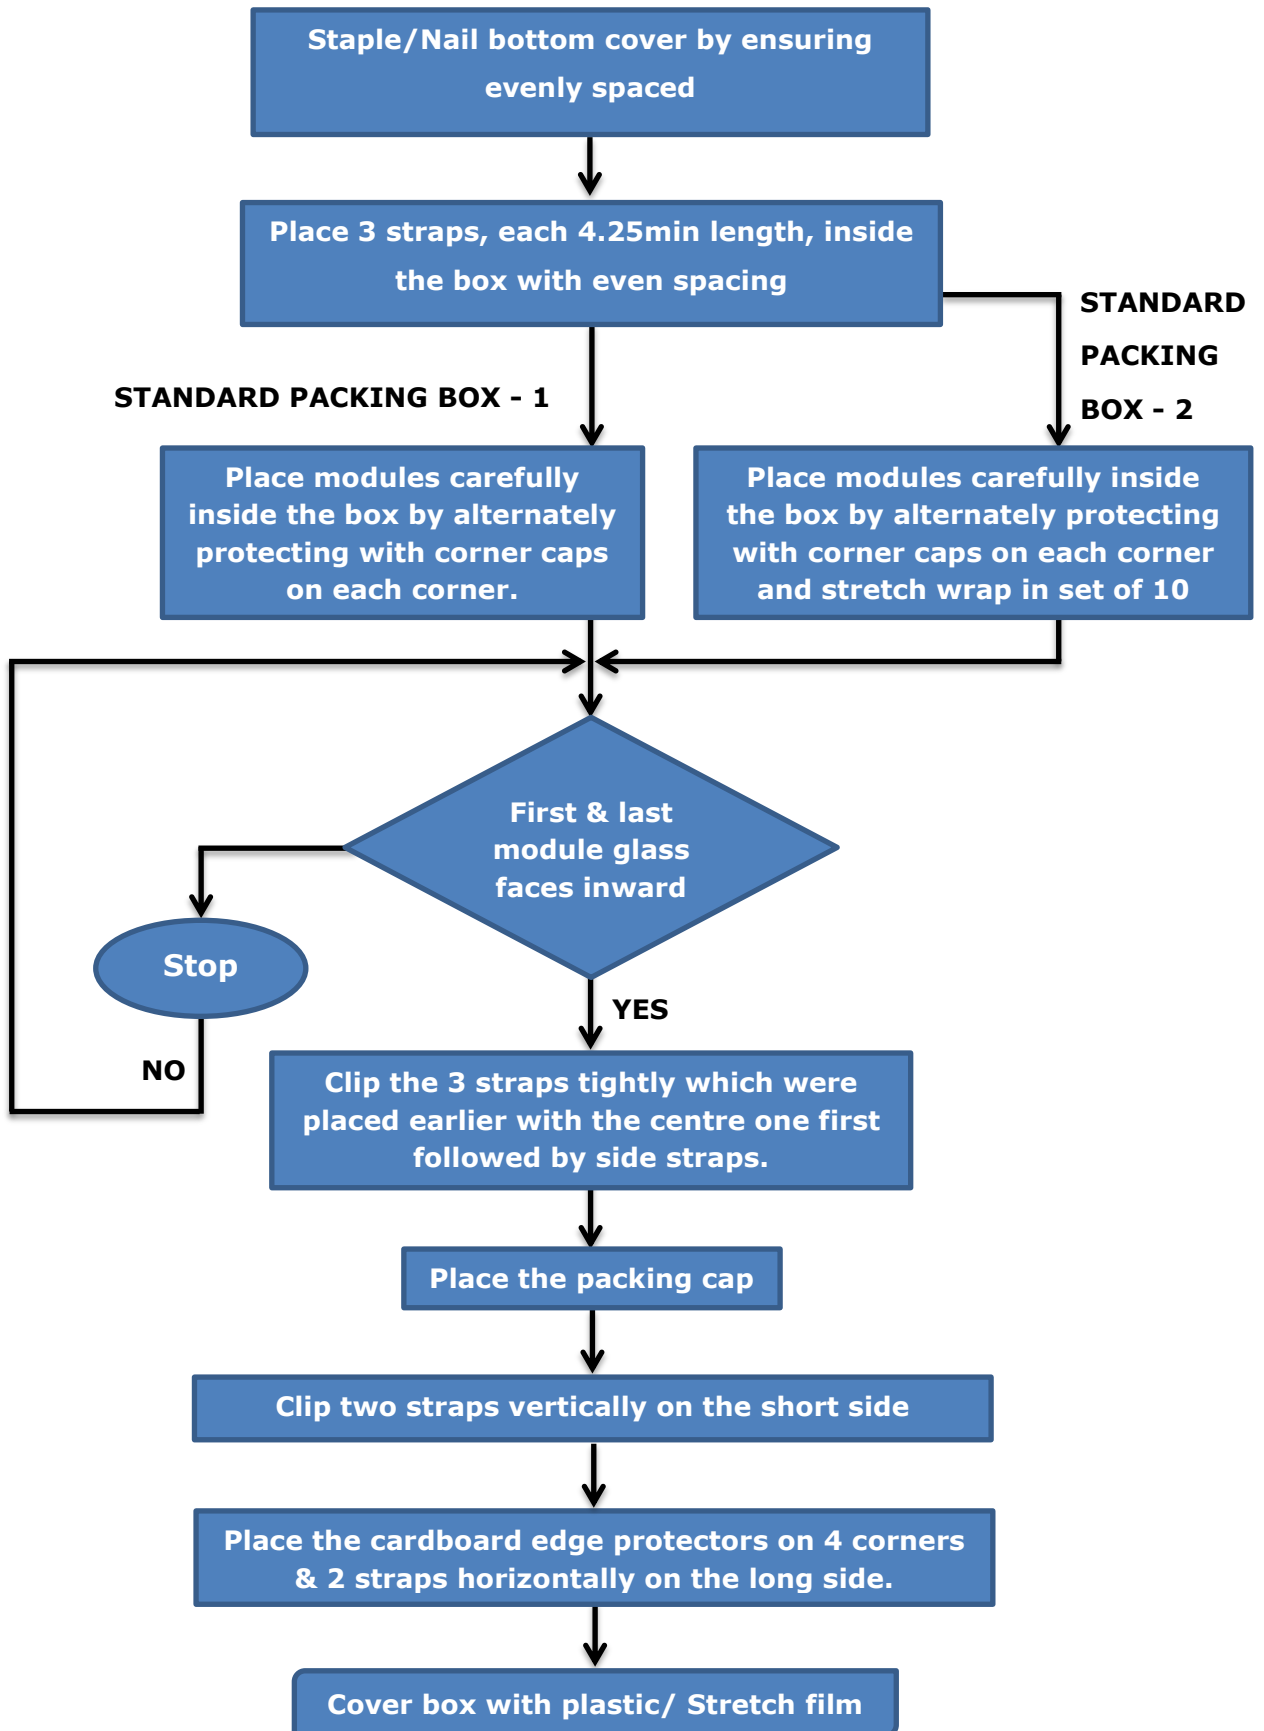 Staple/Nail bottom cover by ensuring
evenly spaced
Place 3 straps, each 4.25min length, inside
the box with even spacing
STANDARD PACKING BOX - 1
STANDARD
PACKING
BOX - 2
Place modules carefully
inside the box by alternately
protecting with corner caps
on each corner.
Place modules carefully inside
the box by alternately protecting
with corner caps on each corner
and stretch wrap in set of 10
First & last
module glass
faces inward
Stop
NO
YES
Clip the 3 straps tightly which were
placed earlier with the centre one first
followed by side straps.
Place the packing cap
Clip two straps vertically on the short side
Place the cardboard edge protectors on 4 corners
& 2 straps horizontally on the long side.
Cover box with plastic/ Stretch film